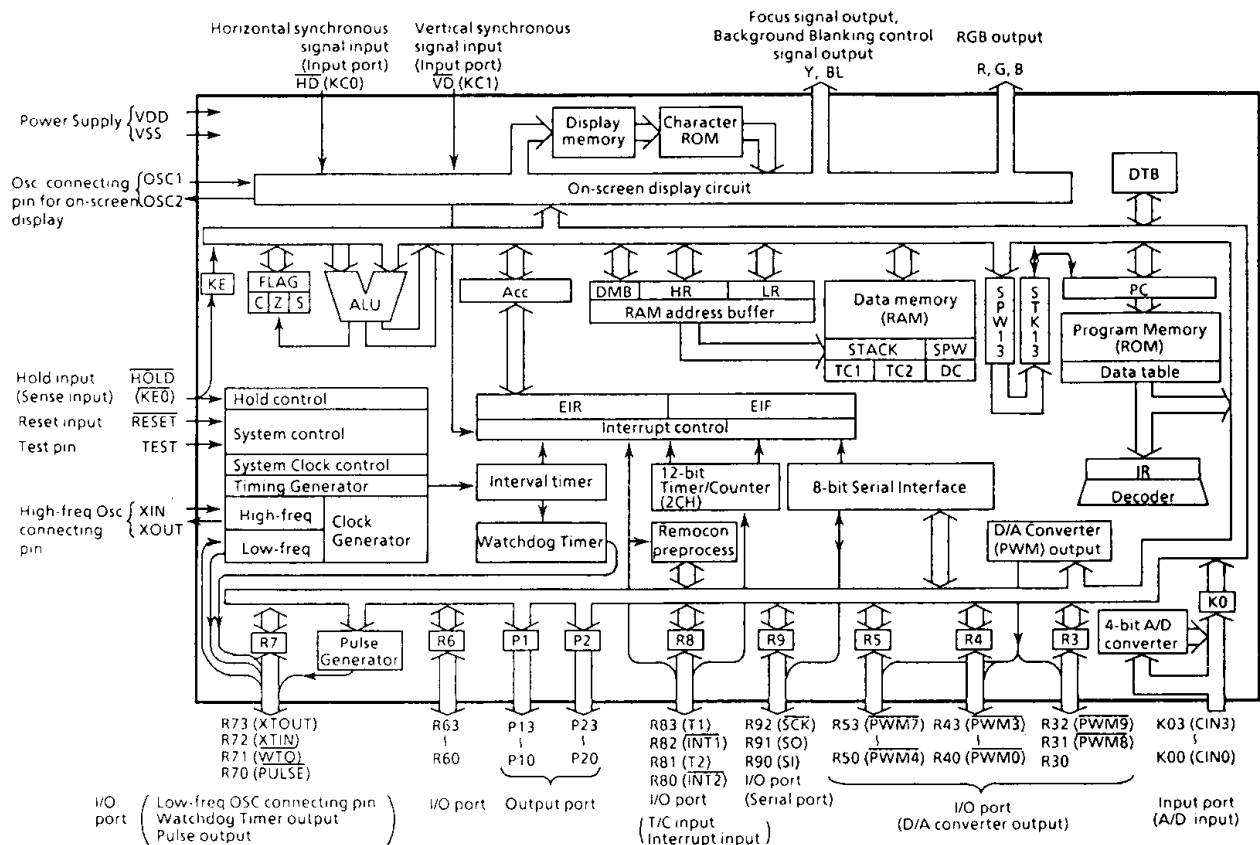 Horizontal synchronous
signal input
(Input port)
HD (KC0)
Vertical synchronous
signal input
(Input port)
VD (KC1)
Focus signal output,
Background Blanking control
signal output
Y, BL
RGB output
R, G, B
Power Supply { VDD
VSS
Display
memory
Character
ROM
Osc connecting
pin for on-screen
display
OSC1
OSC2
On-screen display circuit
DTB
KE
FLAG
C Z S
ALU
Acc
DMB HR LR
RAM address buffer
Data memory
(RAM)
STACK SPW
TC1 TC2 DC
SPW13
STK13
PC
Program Memory
(ROM)
Data table
Hold input
(Sense input)
HOLD
(KE0)
Reset input RESET
Test pin TEST
Hold control
System control
System Clock control
Timing Generator
High-freq
Low-freq
Clock
Generator
High-freq Osc
connecting
pin
XIN
XOUT
EIR EIF
Interrupt control
Interval timer
Watchdog Timer
12-bit
Timer/Counter
(2CH)
8-bit Serial Interface
Remocon
preprocess
D/A Converter
(PWM) output
IR
Decoder
K0
R7
Pulse
Generator
R6
P1
P2
R8
R9
R5
R4
R3
4-bit A/D
converter
R73 (XTOUT)
R72 (XTIN)
R71 (WTO)
R70 (PULSE)
R63
~
R60
P13
~
P10
P23
~
P20
R83 (T1)
R82 (INT1)
R81 (T2)
R80 (INT2)
R92 (SCK)
R91 (SO)
R90 (SI)
R53 (PWM7)
~
R50 (PWM4)
R43 (PWM3)
~
R40 (PWM0)
R32 (PWM9)
R31 (PWM8)
R30
K03 (CIN3)
~
K00 (CIN0)
I/O
port
(Low-freq OSC connecting pin
Watchdog Timer output
Pulse output)
I/O port
Output port
I/O port
(T/C input
Interrupt input)
I/O port
(Serial port)
I/O port
(D/A converter output)
Input port
(A/D input)